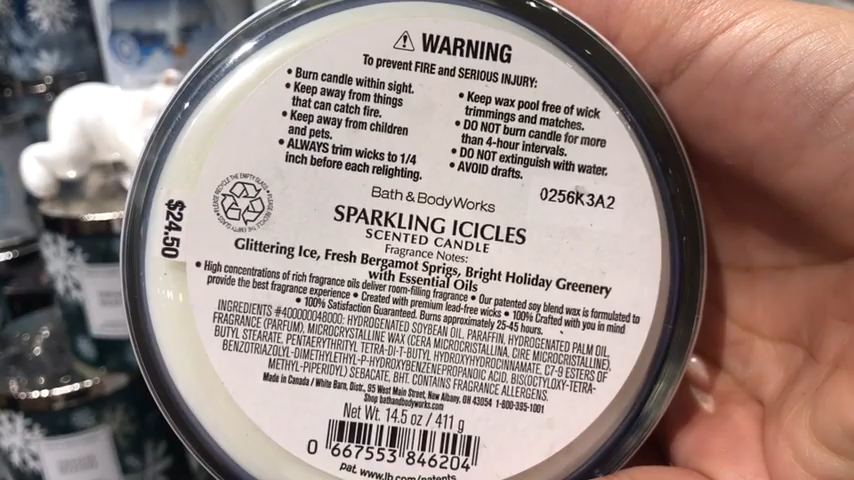 WARNING
To prevent FIRE and SERIOUS INJURY:
• Burn candle within sight.
• Keep away from things
that can catch fire.
• Keep away from children
and pets.
• ALWAYS trim wicks to 1/4
inch before each relighting.
• Keep wax pool free of wick
trimmings and matches.
• DO NOT burn candle for more
than 4-hour intervals.
• DO NOT extinguish with water.
• AVOID drafts.
0256K3A2
PLEASE RECYCLE THE EMPTY GLASS •
$24.50
Bath & Body Works
SPARKLING ICICLES
SCENTED CANDLE
Fragrance Notes:
Glittering Ice, Fresh Bergamot Sprigs, Bright Holiday Greenery
with Essential Oils
• High concentrations of rich fragrance oils deliver room-filling fragrance • Our patented soy blend wax is formulated to
provide the best fragrance experience • Created with premium lead-free wicks • 100% Crafted with you in mind
• 100% Satisfaction Guaranteed. Burns approximately 25-45 hours.
INGREDIENTS #400000048000: HYDROGENATED SOYBEAN OIL, PARAFFIN, HYDROGENATED PALM OIL,
FRAGRANCE (PARFUM), MICROCRYSTALLINE WAX (CERA MICROCRISTALLINA, CIRE MICROCRISTALLINE),
BUTYL STEARATE, PENTAERYTHRITYL TETRA-DI-T-BUTYL HYDROXYHYDROCINNAMATE, C7-9 ESTERS OF
BENZOTRIAZOLYL-DIMETHYLETHYL-P-HYDROXYBENZENEPROPANOIC ACID, BIS(OCTYLOXY-TETRA-
METHYL-PIPERIDYL) SEBACATE, BHT. CONTAINS FRAGRANCE ALLERGENS.
Made in Canada / White Barn, Distr., 95 West Main Street, New Albany, OH 43054 1-800-395-1001
Shop bathandbodyworks.com
Net Wt. 14.5 oz / 411 g
0 667553 846204
pat. www.lb.com/patents